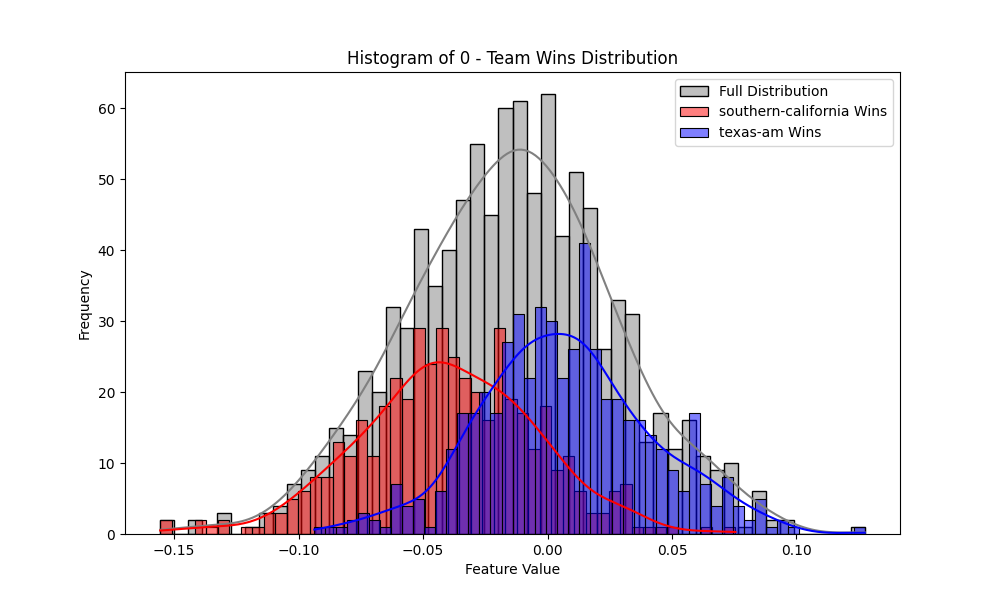 Histogram of 0 - Team Wins Distribution
Full Distribution
southern-california Wins
texas-am Wins
Frequency
60
50
40
30
20
10
0
−0.15 −0.10 −0.05 0.00 0.05 0.10
Feature Value